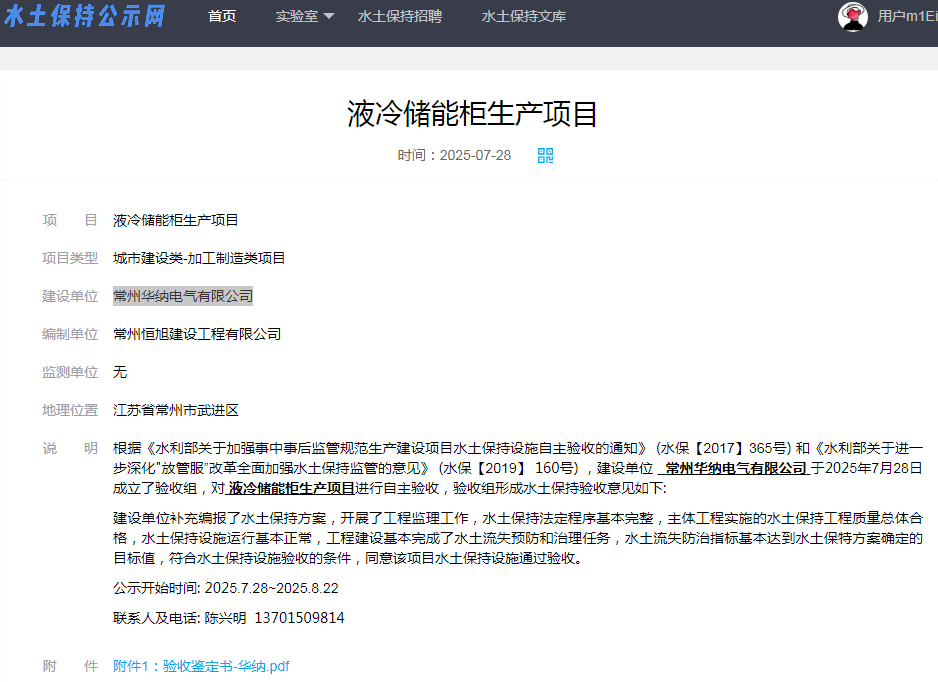 水土保持公示网 首页 实验室 水土保持招聘 水土保持文库 用户m1Ei
液冷储能柜生产项目
时间：2025-07-28
项 目 液冷储能柜生产项目
项目类型 城市建设类-加工制造类项目
建设单位 常州华纳电气有限公司
编制单位 常州恒旭建设工程有限公司
监测单位 无
地理位置 江苏省常州市武进区
说 明 根据《水利部关于加强事中事后监管规范生产建设项目水土保持设施自主验收的通知》 (水保【2017】365号) 和《水利部关于进一
步深化"放管服"改革全面加强水土保持监管的意见》 (水保【2019】 160号) ，建设单位 常州华纳电气有限公司 于2025年7月28日
成立了验收组，对 液冷储能柜生产项目进行自主验收，验收组形成水土保持验收意见如下:
建设单位补充编报了水土保持方案，开展了工程监理工作，水土保持法定程序基本完整，主体工程实施的水土保持工程质量总体合
格，水土保持设施运行基本正常，工程建设基本完成了水土流失预防和治理任务，水土流失防治指标基本达到水土保持方案确定的
目标值，符合水土保持设施验收的条件，同意该项目水土保持设施通过验收。
公示开始时间: 2025.7.28~2025.8.22
联系人及电话: 陈兴明 13701509814
附 件 附件1：验收鉴定书-华纳.pdf